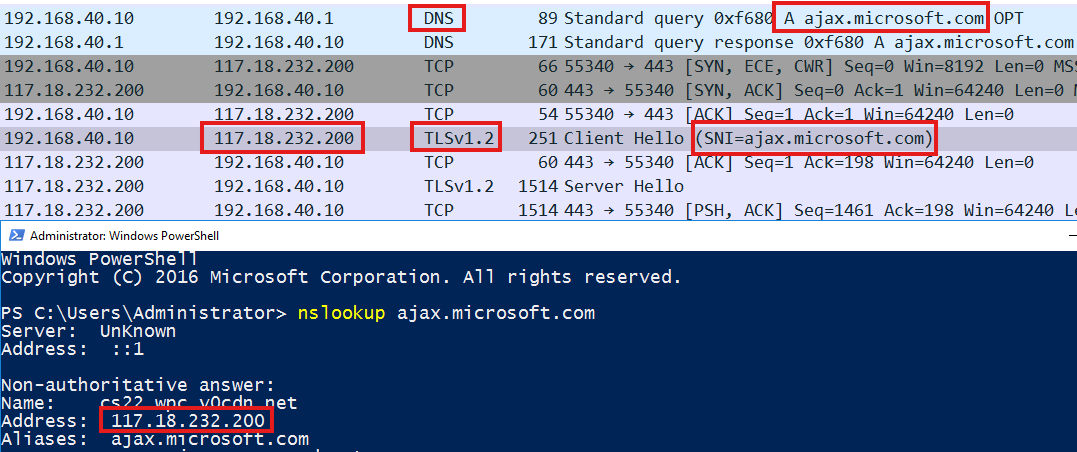 192.168.40.10 192.168.40.1 DNS 89 Standard query 0xf680 A ajax.microsoft.com OPT
192.168.40.1 192.168.40.10 DNS 171 Standard query response 0xf680 A ajax.microsoft.com
192.168.40.10 117.18.232.200 TCP 66 55340 → 443 [SYN, ECE, CWR] Seq=0 Win=8192 Len=0 MSS
117.18.232.200 192.168.40.10 TCP 60 443 → 55340 [SYN, ACK] Seq=0 Ack=1 Win=64240 Len=0 M
192.168.40.10 117.18.232.200 TCP 54 55340 → 443 [ACK] Seq=1 Ack=1 Win=64240 Len=0
192.168.40.10 117.18.232.200 TLSv1.2 251 Client Hello (SNI=ajax.microsoft.com)
117.18.232.200 192.168.40.10 TCP 60 443 → 55340 [ACK] Seq=1 Ack=198 Win=64240 Len=0
117.18.232.200 192.168.40.10 TLSv1.2 1514 Server Hello
117.18.232.200 192.168.40.10 TCP 1514 443 → 55340 [PSH, ACK] Seq=1461 Ack=198 Win=64240 L
Administrator: Windows PowerShell
Windows PowerShell
Copyright (C) 2016 Microsoft Corporation. All rights reserved.
PS C:\Users\Administrator> nslookup ajax.microsoft.com
Server: UnKnown
Address: ::1
Non-authoritative answer:
Name: cs22.wpc.v0cdn.net
Address: 117.18.232.200
Aliases: ajax.microsoft.com